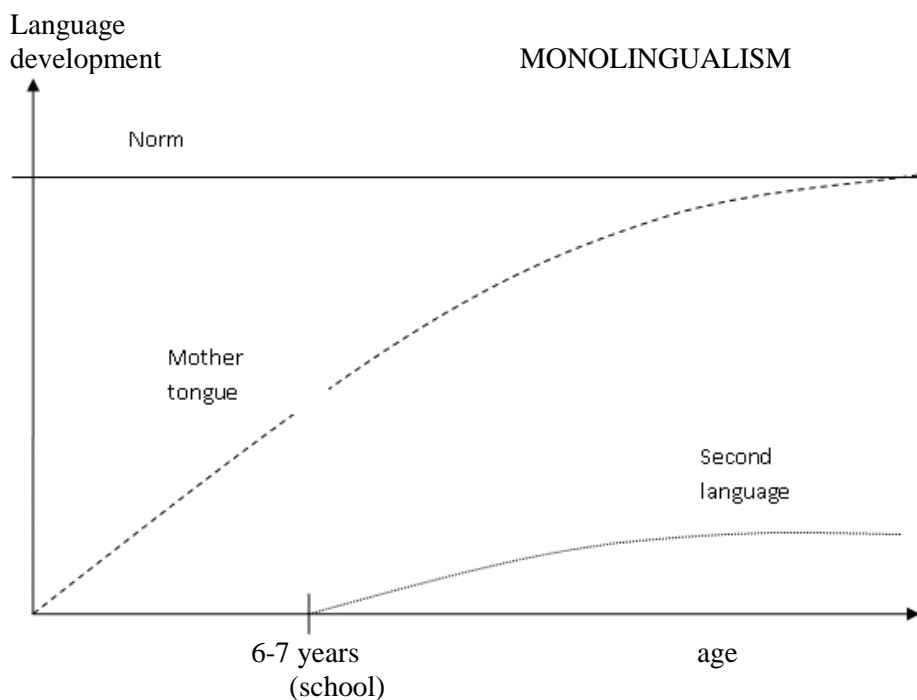 Language
development
MONOLINGUALISM
Norm
Mother
tongue
Second
language
6-7 years
(school)
age